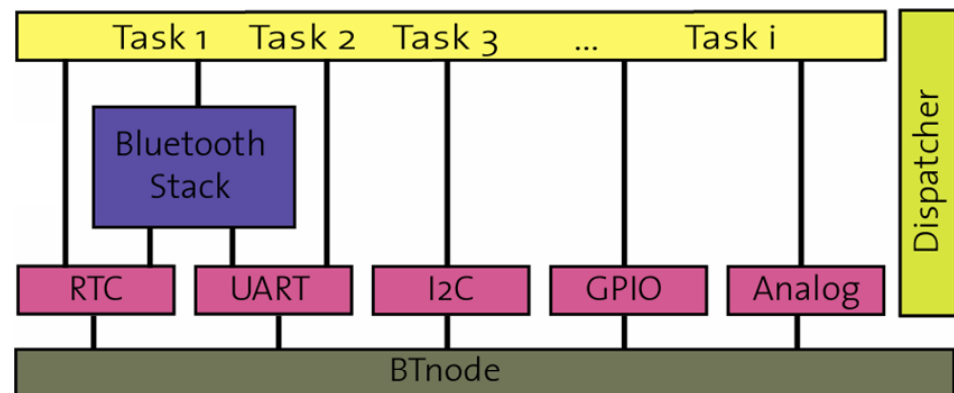 Task 1 Task 2 Task 3 ... Task i
Dispatcher
Bluetooth
Stack
RTC UART I2C GPIO Analog
BTnode